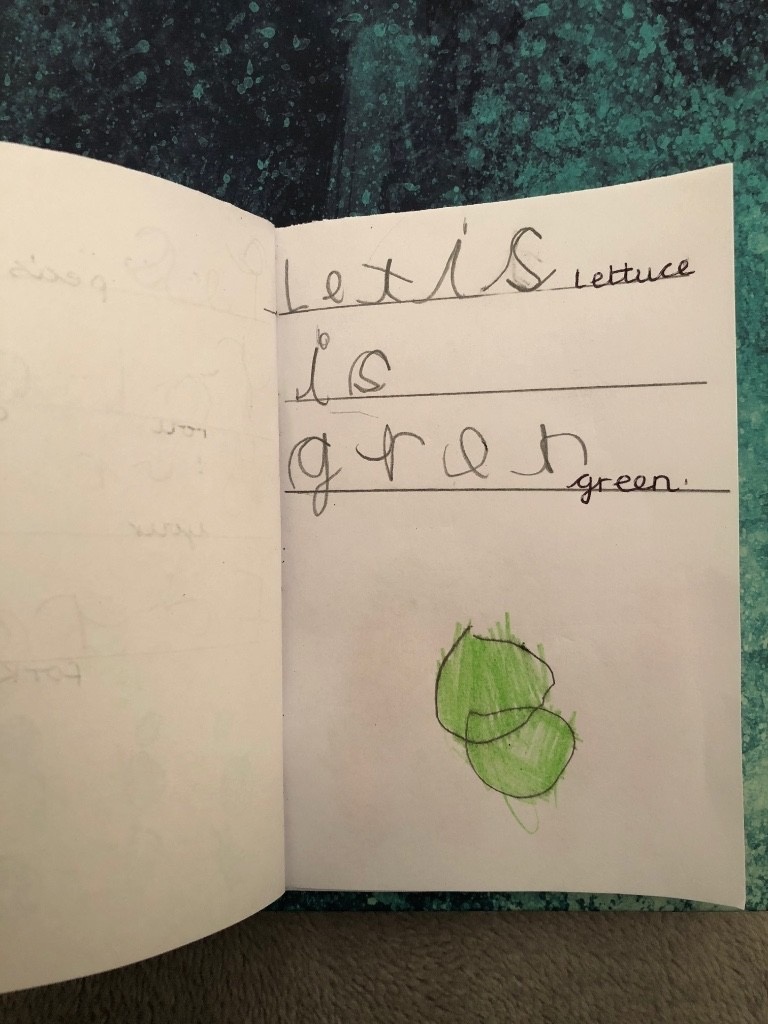 Letis lettuce
is
gren green.